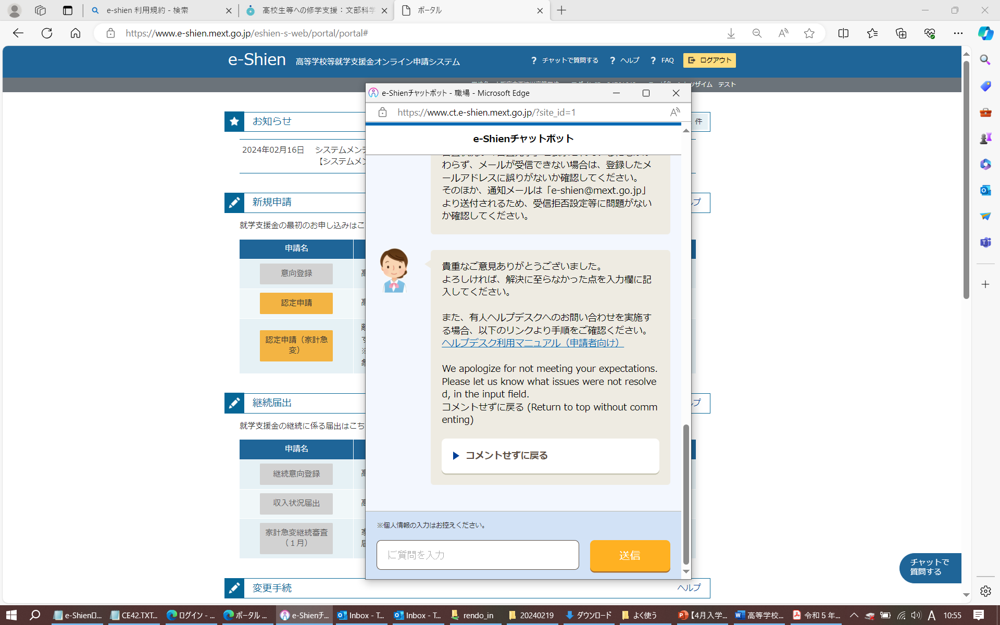 e-shien 利用規約 - 検索
高校生等への修学支援：文部科学
ポータル
https://www.e-shien.mext.go.jp/eshien-s-web/portal/portal#
e-Shien 高等学校等就学支援金オンライン申請システム
? チャットで質問する ? ヘルプ ? FAQ ログアウト
ツザイム テスト
お知らせ
件
2024年02月16日 システムメンテ
【システムメン
新規申請
就学支援金の最初のお申し込みはこ
申請名
意向登録
認定申請
認定申請（家計急
変）
継続届出
就学支援金の継続に係る届出はこち
申請名
継続意向登録
収入状況届出
家計急変継続審査
（１月）
変更手続
ヘルプ
e-Shienチャットボット - 職場 - Microsoft Edge
https://www.ct.e-shien.mext.go.jp/?site_id=1
e-Shienチャットボット
わらず、メールが受信できない場合は、登録したメ
ールアドレスに誤りがないか確認してください。
そのほか、通知メールは「e-shien@mext.go.jp」
より送付されるため、受信拒否設定等に問題がない
か確認してください。
貴重なご意見ありがとうございました。
よろしければ、解決に至らなかった点を入力欄に記
入してください。
また、有人ヘルプデスクへのお問い合わせを実施す
る場合、以下のリンクより手順をご確認ください。
ヘルプデスク利用マニュアル（申請者向け）
We apologize for not meeting your expectations.
Please let us know what issues were not resolve
d, in the input field.
コメントせずに戻る (Return to top without comm
enting)
コメントせずに戻る
※個人情報の入力はお控えください。
ご質問を入力
送信
チャットで
質問する
e-Shienロ... CE42.TXT... ログイン - ... ポータル ... e-Shienチ... Inbox - T... Inbox - T... rendo_in 20240219 ダウンロード よく使う 【4月入学... 高等学校... 令和５年... A 10:55